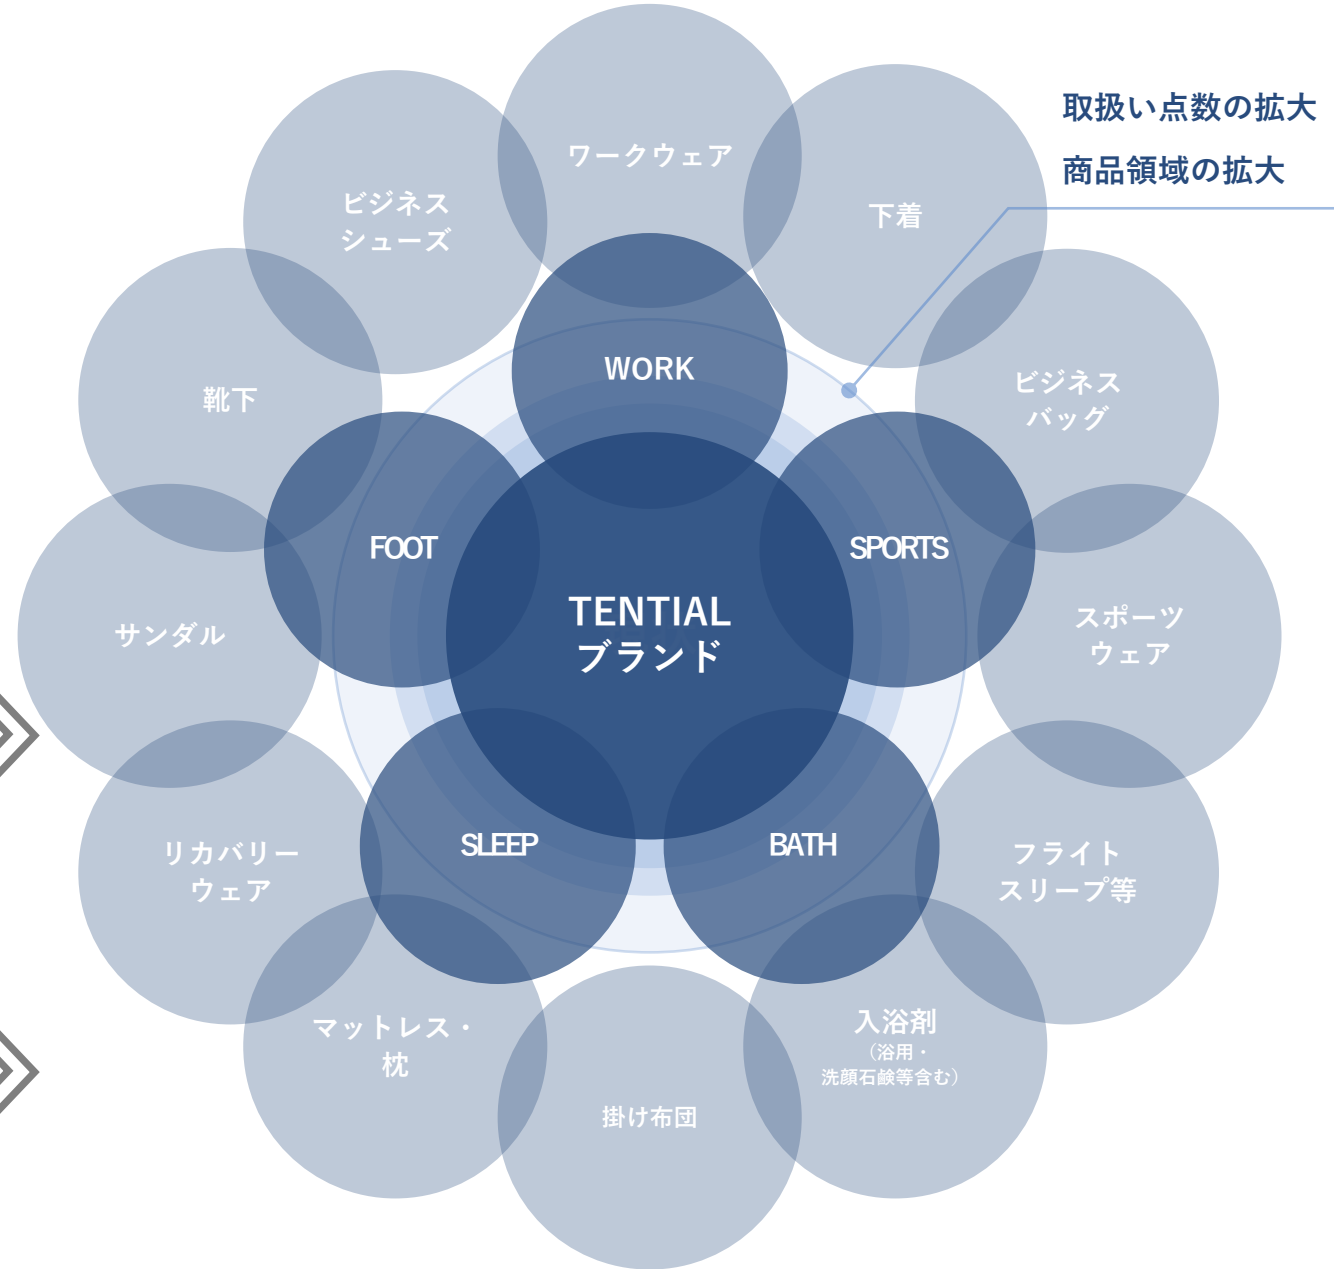 取扱い点数の拡大
商品領域の拡大
ワークウェア
下着
ビジネス
シューズ
ビジネス
バッグ
靴下
WORK
FOOT
SPORTS
TENTIAL
ブランド
サンダル
スポーツ
ウェア
SLEEP
BATH
リカバリー
ウェア
フライト
スリープ等
マットレス・
枕
入浴剤
（浴用・
洗顔石鹸等含む）
掛け布団